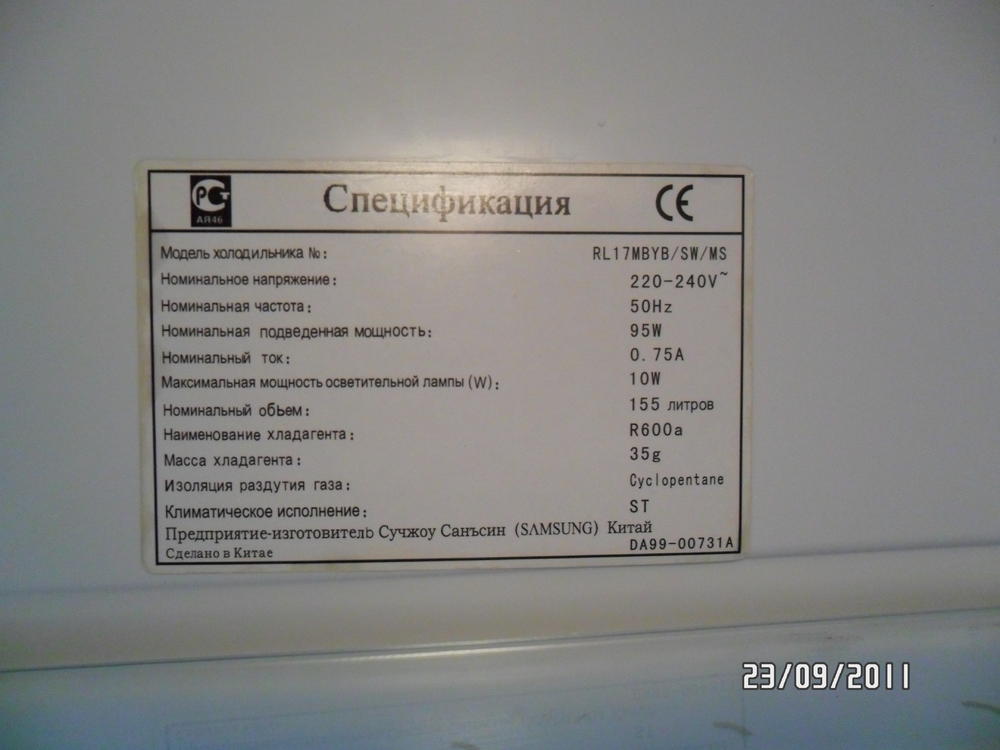 РСТ
АЯ46
Спецификация
CE
Модель холодильника №: RL17MBYB/SW/MS
Номинальное напряжение: 220-240V~
Номинальная частота: 50Hz
Номинальная подведенная мощность: 95W
Номинальный ток: 0.75A
Максимальная мощность осветительной лампы (W): 10W
Номинальный объем: 155 литров
Наименование хладагента: R600a
Масса хладагента: 35g
Изоляция раздутия газа: Cyclopentane
Климатическое исполнение: ST
Предприятие-изготовитель Сучжоу Санъсин (SAMSUNG) Китай
Сделано в Китае DA99-00731A
23/09/2011